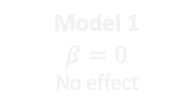 Model 1
β = 0
No effect